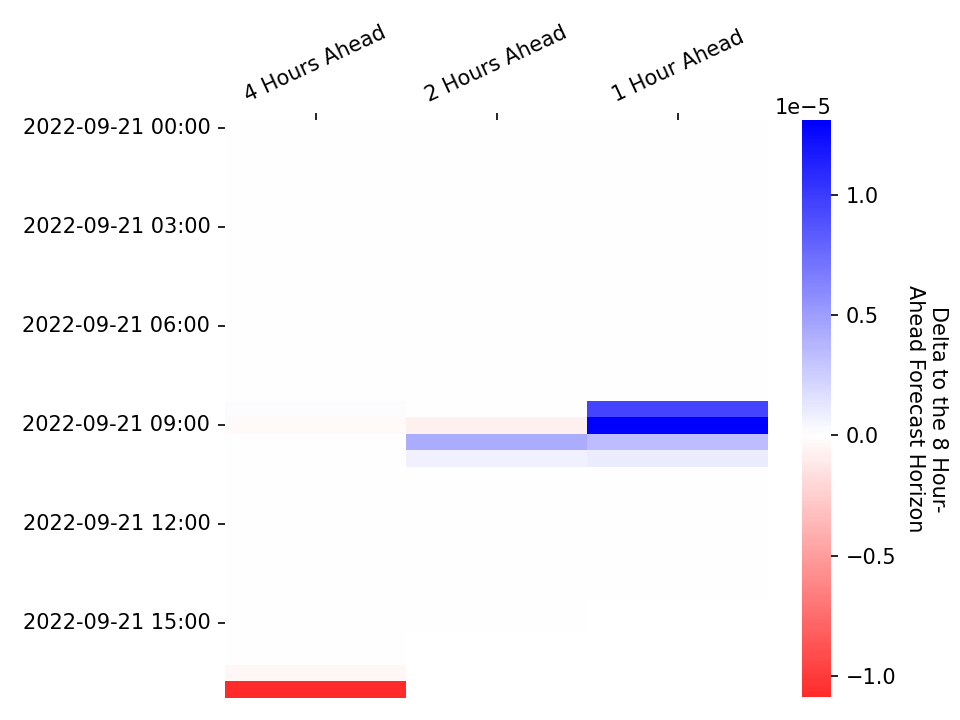 4 Hours Ahead
2 Hours Ahead
1 Hour Ahead
1e−5
2022-09-21 00:00
2022-09-21 03:00
2022-09-21 06:00
2022-09-21 09:00
2022-09-21 12:00
2022-09-21 15:00
1.0
0.5
0.0
−0.5
−1.0
Delta to the 8 Hour-
Ahead Forecast Horizon